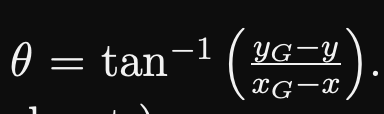 θ = tan⁻¹ ( (y_G − y) / (x_G − x) ).